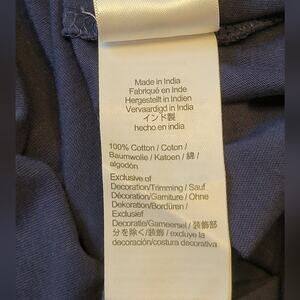 Made in India
Fabriqué en Inde
Hergestellt in Indien
Vervaardigd in India
インド製
hecho en india
100% Cotton / Coton /
Baumwolle / Katoen / 綿 /
algodón
Exclusive of
Decoration/Trimming / Sauf
Décoration/Garniture / Ohne
Dekoration/Bordüren /
Exclusief
Decoratie/Garneersel / 装飾部
分を除く/ 装飾 / excluye la
decoración/costura decorativa